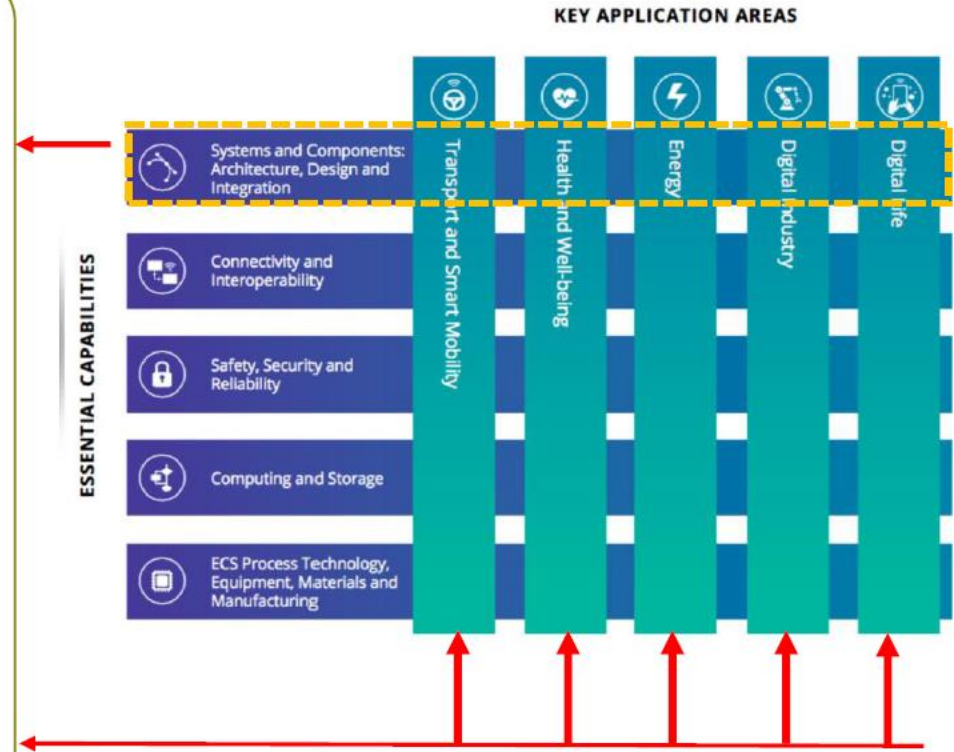 KEY APPLICATION AREAS
Transport and Smart Mobility
Health and Well-being
Energy
Digital Industry
Digital Life
ESSENTIAL CAPABILITIES
Systems and Components:
Architecture, Design and
Integration
Connectivity and
Interoperability
Safety, Security and
Reliability
Computing and Storage
ECS Process Technology,
Equipment, Materials and
Manufacturing